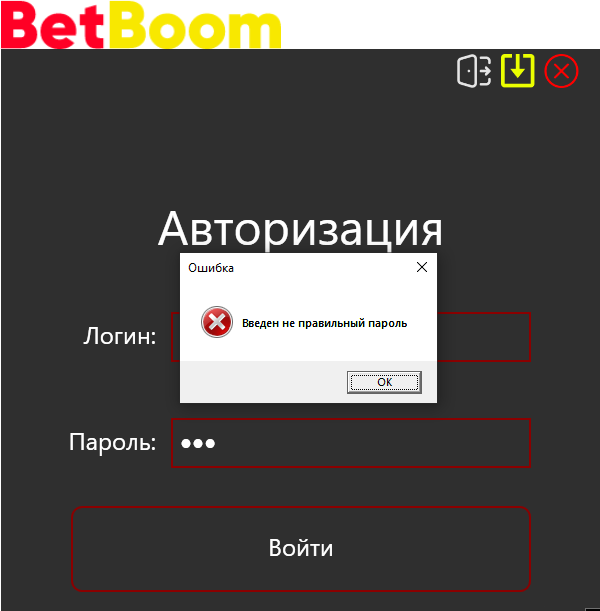 BetBoom
Авторизация
Ошибка
Введен не правильный пароль
OK
Логин:
Пароль:
Войти